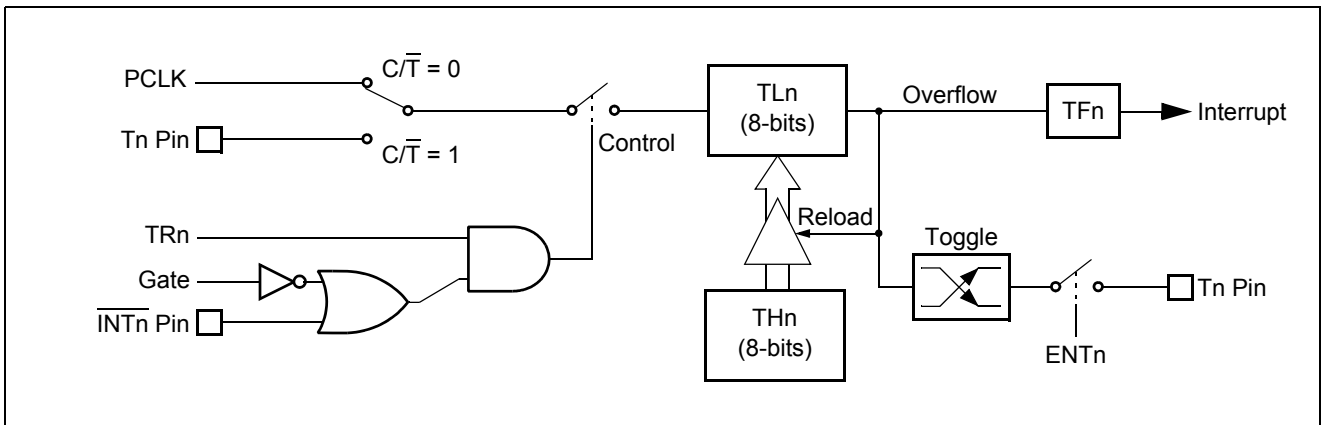 PCLK
C/T̅ = 0
Tn Pin
C/T̅ = 1
Control
TLn
(8-bits)
Overflow
TFn
Interrupt
TRn
Gate
I̅N̅T̅n̅ Pin
Reload
THn
(8-bits)
Toggle
ENTn
Tn Pin